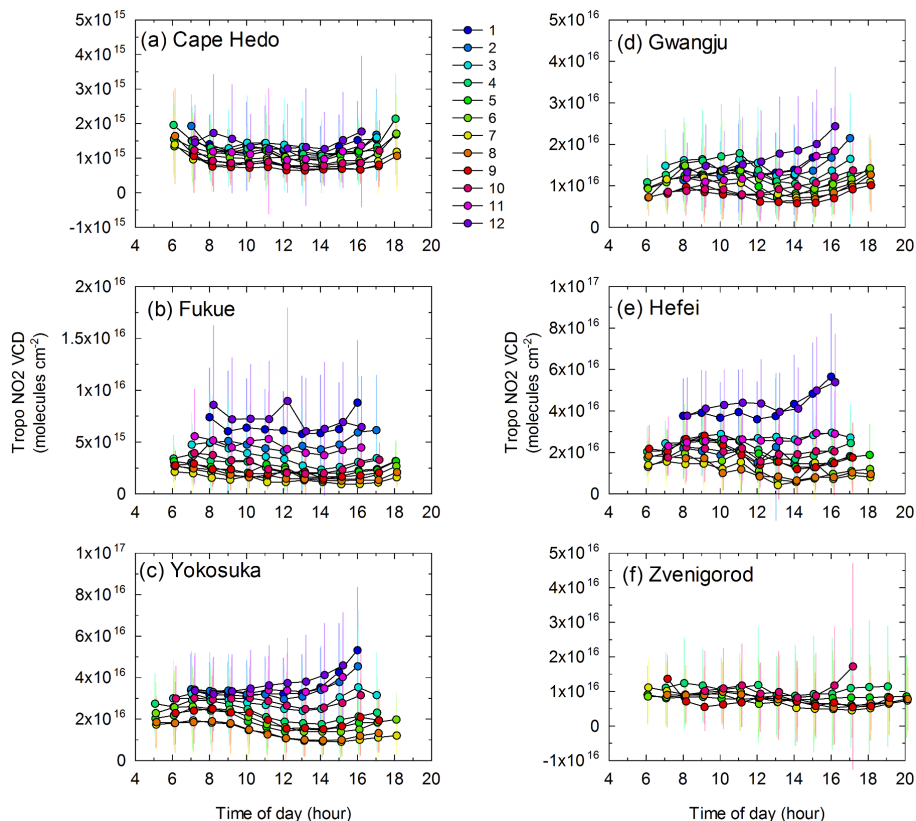 (a) Cape Hedo
5x10^15
4x10^15
3x10^15
2x10^15
1x10^15
0
-1x10^15
4 6 8 10 12 14 16 18 20
1
2
3
4
5
6
7
8
9
10
11
12
(d) Gwangju
5x10^16
4x10^16
3x10^16
2x10^16
1x10^16
0
4 6 8 10 12 14 16 18 20
(b) Fukue
Tropo NO2 VCD
(molecules cm^-2)
2x10^16
1.5x10^16
1x10^16
5x10^15
0
4 6 8 10 12 14 16 18 20
(e) Hefei
Tropo NO2 VCD
(molecules cm^-2)
1x10^17
8x10^16
6x10^16
4x10^16
2x10^16
0
4 6 8 10 12 14 16 18 20
(c) Yokosuka
1x10^17
8x10^16
6x10^16
4x10^16
2x10^16
0
4 6 8 10 12 14 16 18 20
Time of day (hour)
(f) Zvenigorod
5x10^16
4x10^16
3x10^16
2x10^16
1x10^16
0
-1x10^16
4 6 8 10 12 14 16 18 20
Time of day (hour)